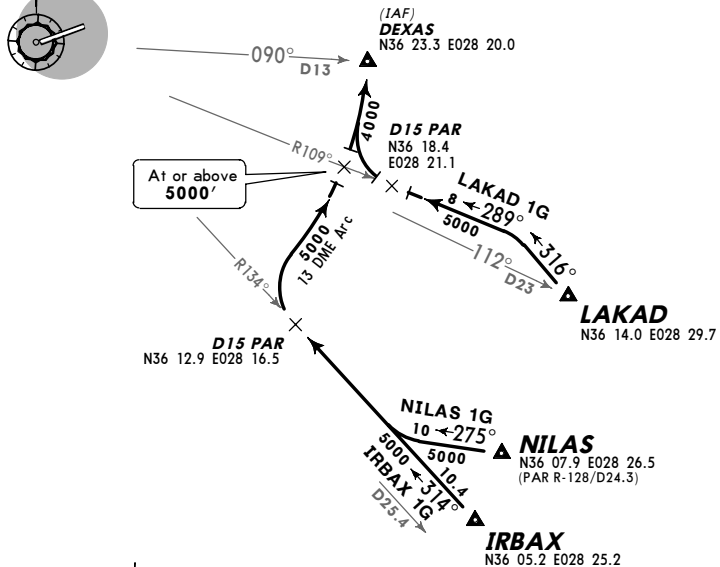 (IAF)
DEXAS
N36 23.3 E028 20.0
090°
D13
4000
D15 PAR
N36 18.4
E028 21.1
R109°
At or above
5000'
LAKAD 1G
8 289°
5000
316°
112°
D23
LAKAD
N36 14.0 E028 29.7
5000
13 DME Arc
R134°
D15 PAR
N36 12.9 E028 16.5
NILAS 1G
10 275°
5000
NILAS
N36 07.9 E028 26.5
(PAR R-128/D24.3)
10.4
5000 314°
IRBAX 1G
D25.4
IRBAX
N36 05.2 E028 25.2